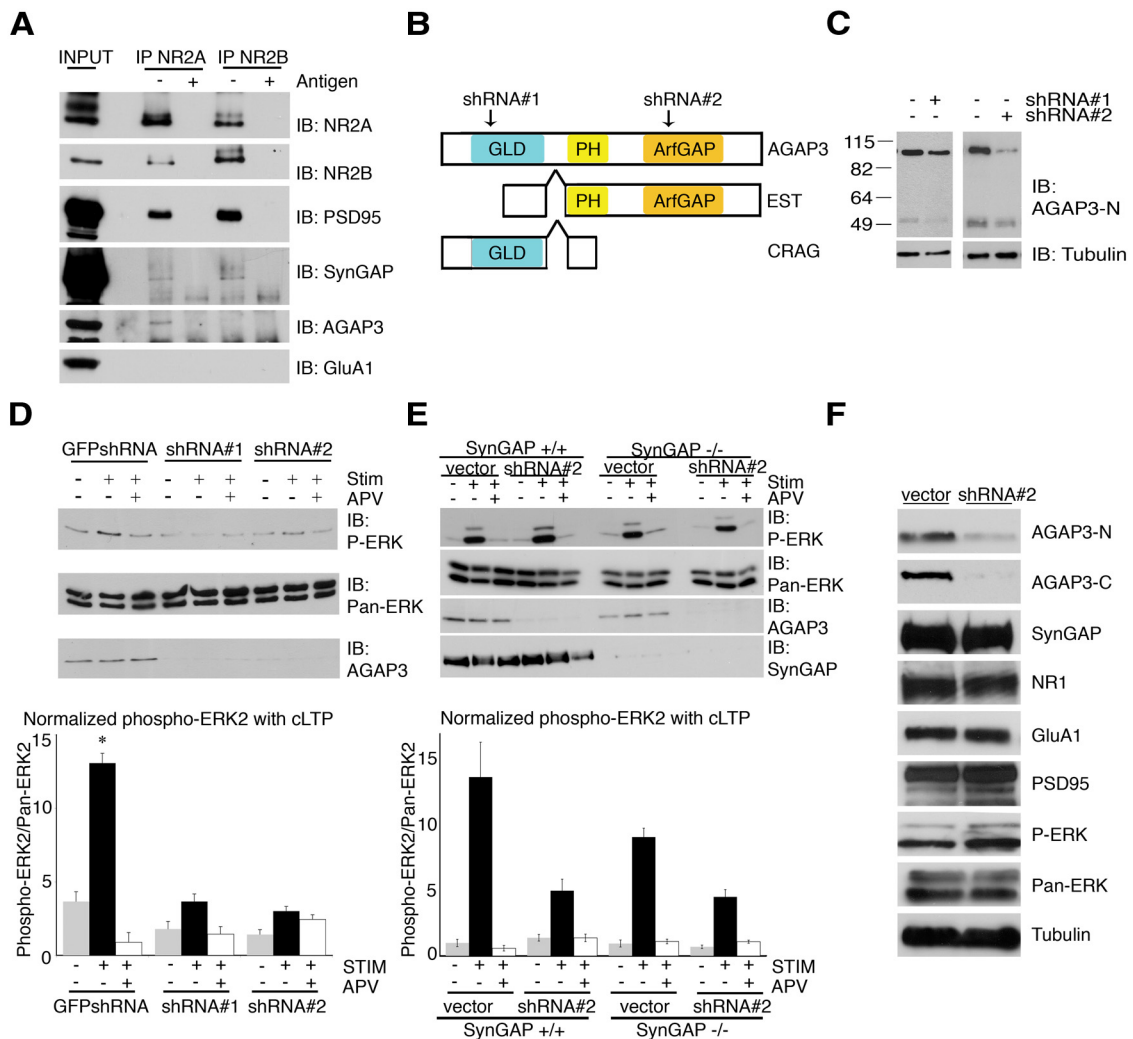 A
INPUT IP NR2A IP NR2B
- + - + Antigen
IB: NR2A
IB: NR2B
IB: PSD95
IB: SynGAP
IB: AGAP3
IB: GluA1
B
shRNA#1 shRNA#2
GLD PH ArfGAP AGAP3
PH ArfGAP EST
GLD CRAG
C
- + - shRNA#1
- + shRNA#2
115
82
64
49
IB:
AGAP3-N
IB: Tubulin
D
GFPshRNA shRNA#1 shRNA#2
- + + - + + - + + Stim
- - + - - + - - + APV
IB:
P-ERK
IB:
Pan-ERK
IB:
AGAP3
Normalized phospho-ERK2 with cLTP
Phospho-ERK2/Pan-ERK2
15
10
5
0
*
- + + - + + - + + STIM
- - + - - + - - + APV
GFPshRNA shRNA#1 shRNA#2
E
SynGAP +/+ SynGAP -/-
vector shRNA#2 vector shRNA#2
- + + - + + - + + - + + Stim
- - + - - + - - + - - + APV
IB:
P-ERK
IB:
Pan-ERK
IB:
AGAP3
IB:
SynGAP
Normalized phospho-ERK2 with cLTP
Phospho-ERK2/Pan-ERK2
15
10
5
0
- + + - + + - + + - + + STIM
- - + - - + - - + - - + APV
vector shRNA#2 vector shRNA#2
SynGAP +/+ SynGAP -/-
F
vector shRNA#2
AGAP3-N
AGAP3-C
SynGAP
NR1
GluA1
PSD95
P-ERK
Pan-ERK
Tubulin